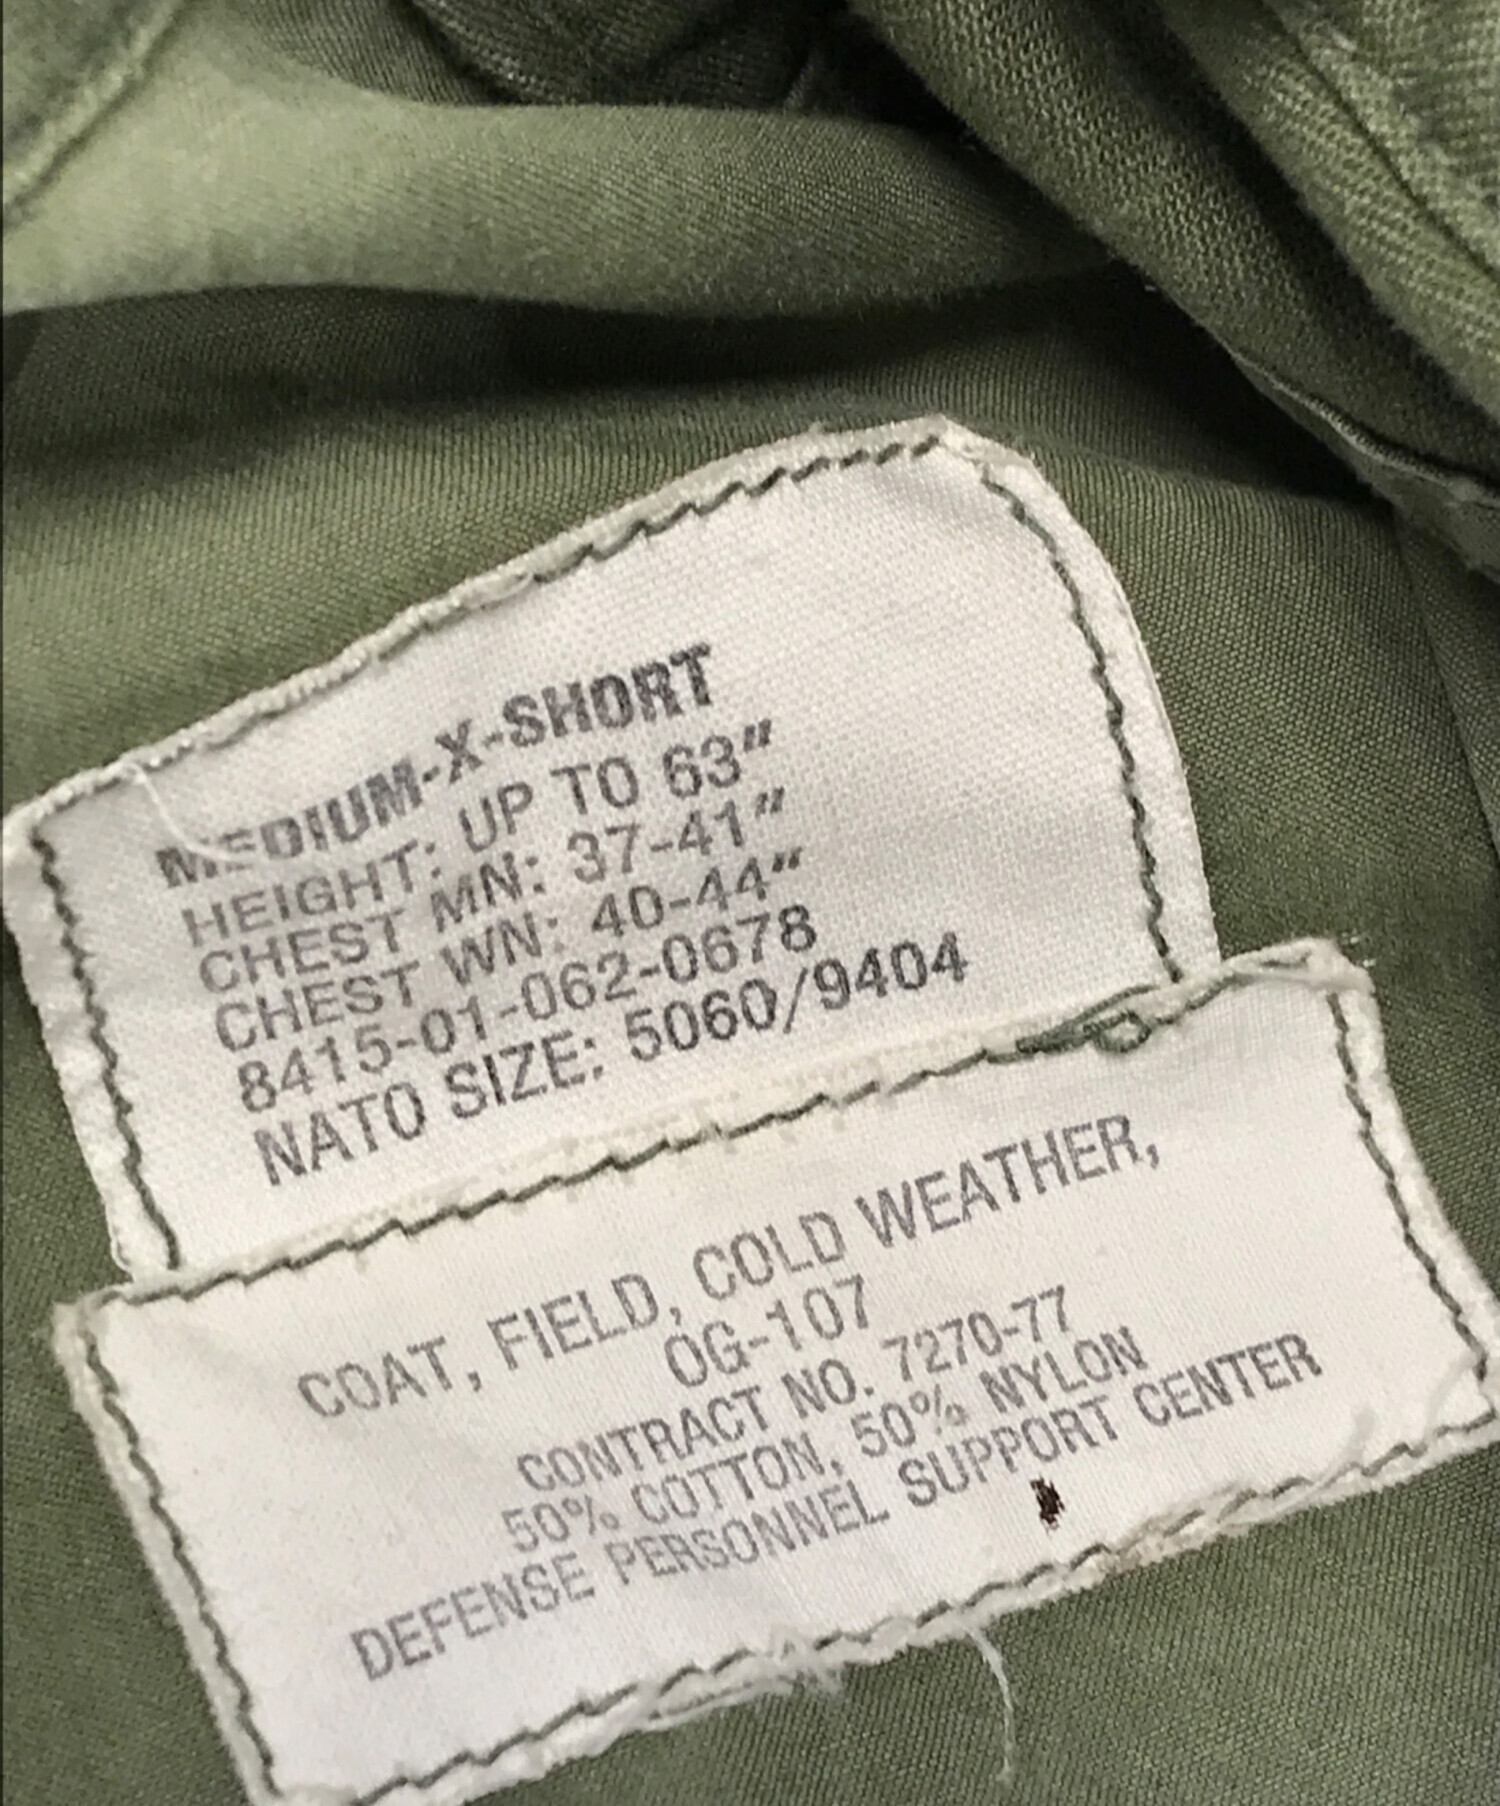 MEDIUM-X-SHORT
HEIGHT: UP TO 63"
CHEST MN: 37-41"
CHEST WN: 40-44"
8415-01-062-0678
NATO SIZE: 5060/9404
COAT, FIELD, COLD WEATHER,
OG-107
CONTRACT NO. 7270-77
50% COTTON, 50% NYLON
DEFENSE PERSONNEL SUPPORT CENTER